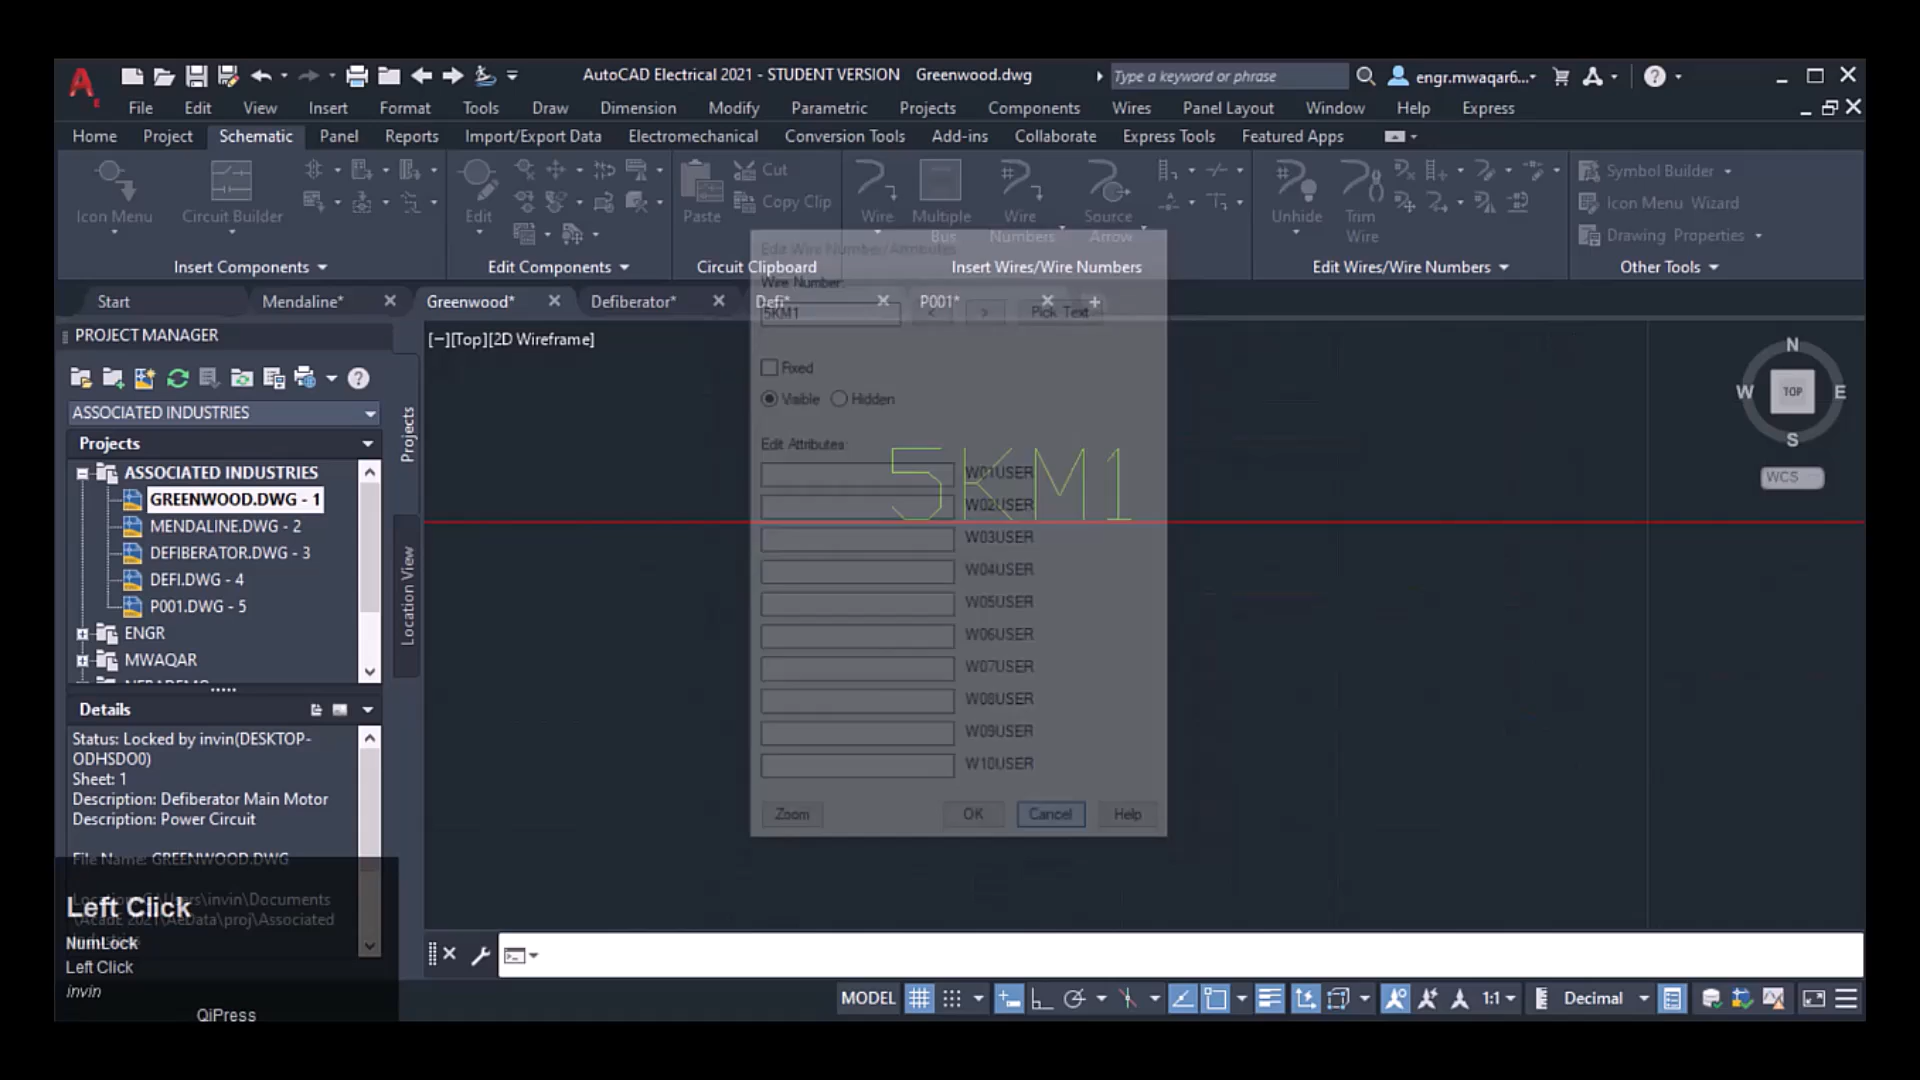 AutoCAD Electrical 2021 - STUDENT VERSION Greenwood.dwg
Type a keyword or phrase
engr.mwaqar6...
File Edit View Insert Format Tools Draw Dimension Modify Parametric Projects Components Wires Panel Layout Window Help Express
Home Project Schematic Panel Reports Import/Export Data Electromechanical Conversion Tools Add-ins Collaborate Express Tools Featured Apps
Icon Menu
Circuit Builder
Edit
Paste
Cut
Copy Clip
Wire
Multiple
Bus
Wire
Numbers
Source
Arrow
Unhide
Trim
Wire
Symbol Builder
Icon Menu Wizard
Drawing Properties
Insert Components
Edit Components
Circuit Clipboard
Insert Wires/Wire Numbers
Edit Wires/Wire Numbers
Other Tools
Start
Mendaline*
Greenwood*
Defiberator*
Defi*
P001*
PROJECT MANAGER
ASSOCIATED INDUSTRIES
Projects
ASSOCIATED INDUSTRIES
GREENWOOD.DWG - 1
MENDALINE.DWG - 2
DEFIBERATOR.DWG - 3
DEFI.DWG - 4
P001.DWG - 5
ENGR
MWAQAR
Projects
Location View
Details
Status: Locked by invin(DESKTOP-
ODHSDO0)
Sheet: 1
Description: Defiberator Main Motor
Description: Power Circuit
File Name: GREENWOOD.DWG
\AcadE 2021\AeData\proj\Associated
Left Click
NumLock
Left Click
invin
QiPress
[−][Top][2D Wireframe]
Edit Wire Number/Attributes
Wire Number:
5KM1
< > Pick Text
Fixed
Visible Hidden
Edit Attributes:
W01USER
W02USER
W03USER
W04USER
W05USER
W06USER
W07USER
W08USER
W09USER
W10USER
Zoom OK Cancel Help
5KM1
N
W TOP E
S
WCS
MODEL
1:1
Decimal